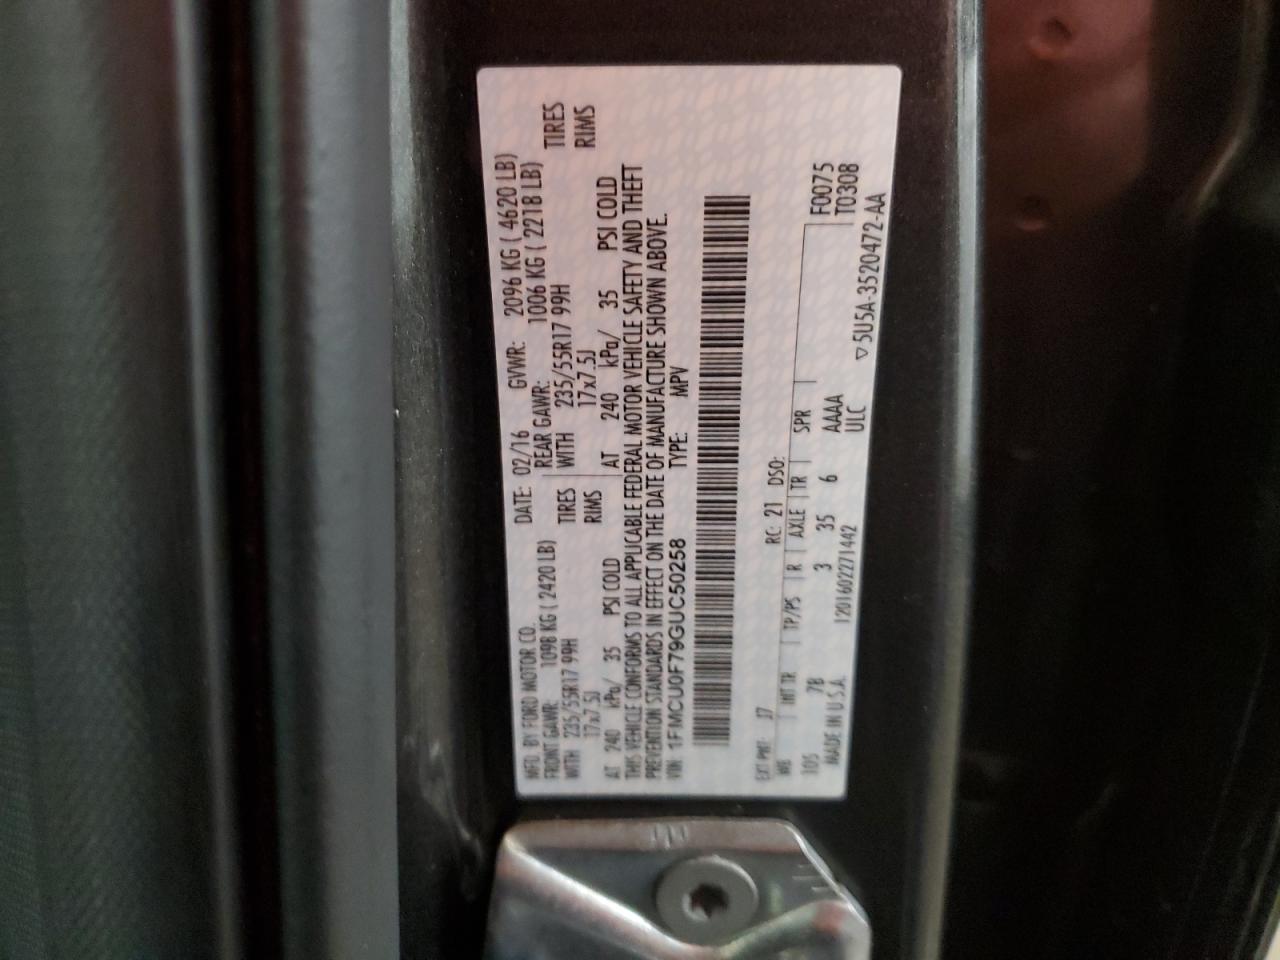 MFD. BY FORD MOTOR CO. DATE: 02/16 GVWR: 2096 KG ( 4620 LB)
FRONT GAWR: 1098 KG ( 2420 LB) REAR GAWR: 1006 KG ( 2218 LB)
WITH 235/55R17 99H TIRES WITH 235/55R17 99H TIRES
17x7.5J RIMS 17x7.5J RIMS
AT 240 kPa/ 35 PSI COLD AT 240 kPa/ 35 PSI COLD
THIS VEHICLE CONFORMS TO ALL APPLICABLE FEDERAL MOTOR VEHICLE SAFETY AND THEFT
PREVENTION STANDARDS IN EFFECT ON THE DATE OF MANUFACTURE SHOWN ABOVE.
VIN: 1FMCU0F79GUC50258 TYPE: MPV
EXT PNT: J7 RC: 21 DSO:
WB INT TR TP/PS R AXLE TR SPR F0075
105 7B 3 35 6 AAAA T0308
MADE IN U.S.A. 1201602271442 ULC
▽5U5A-3520472-AA